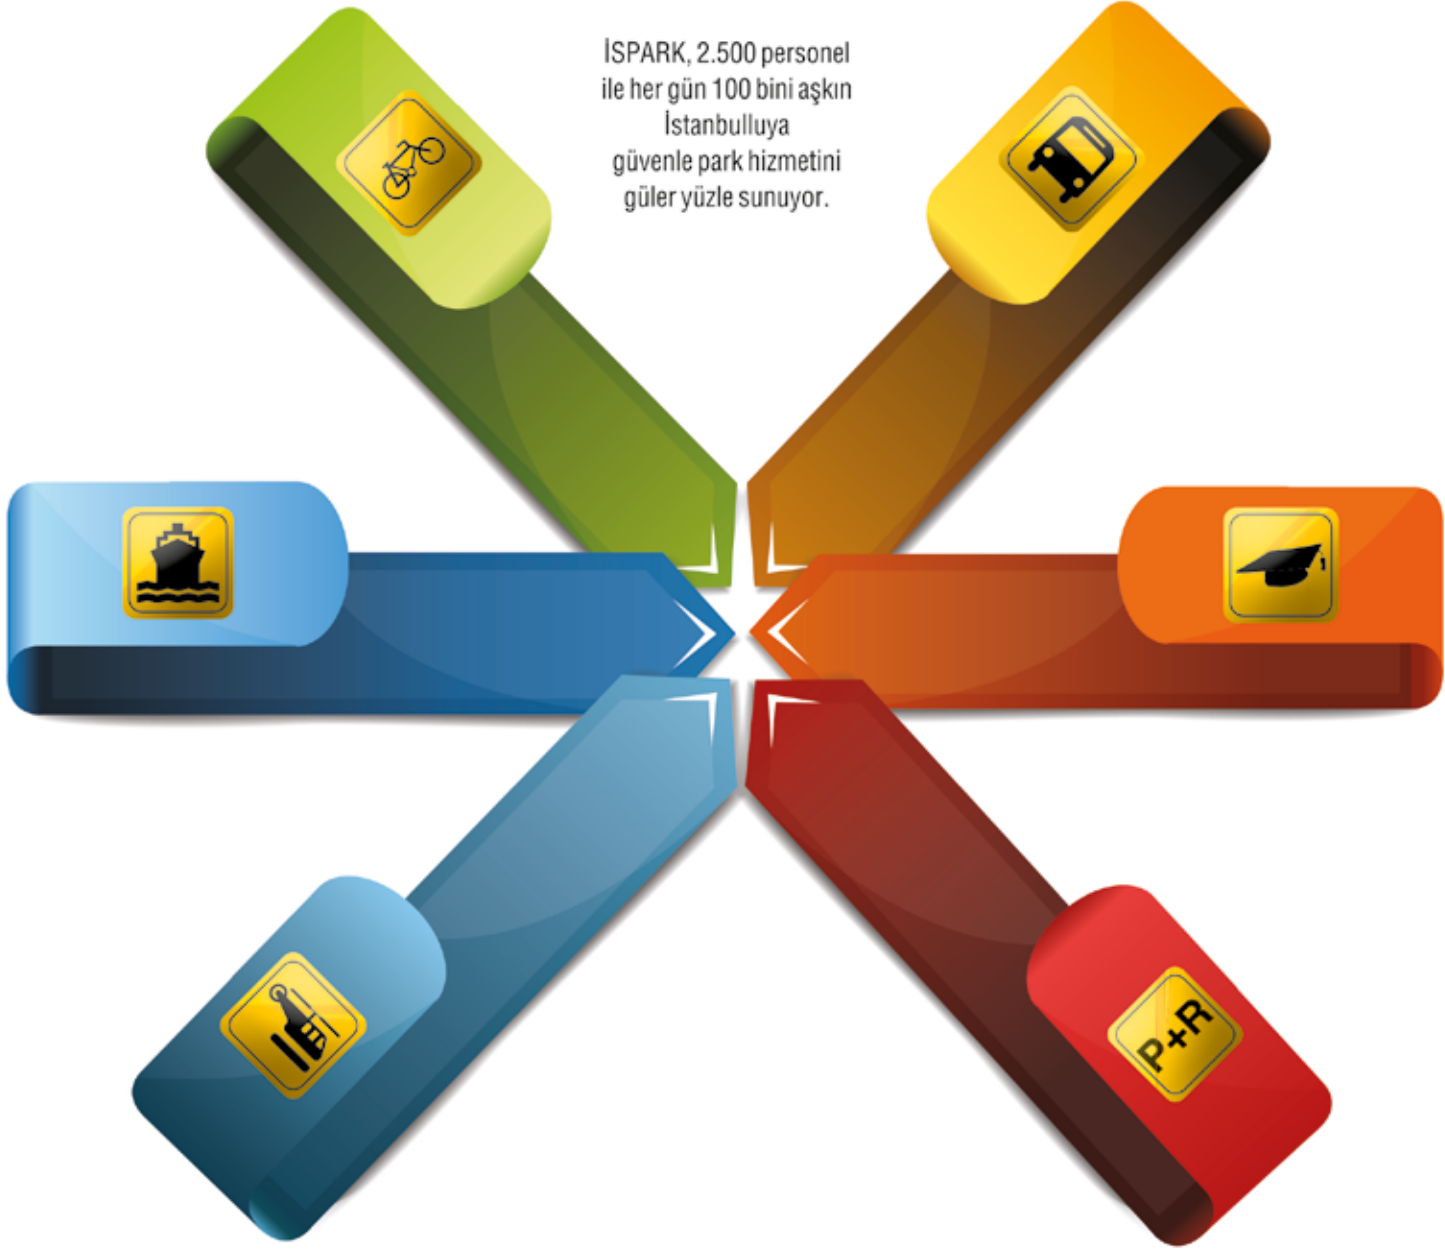 İSPARK, 2.500 personel
ile her gün 100 bini aşkın
İstanbulluya
güvenle park hizmetini
güler yüzle sunuyor.
P+R